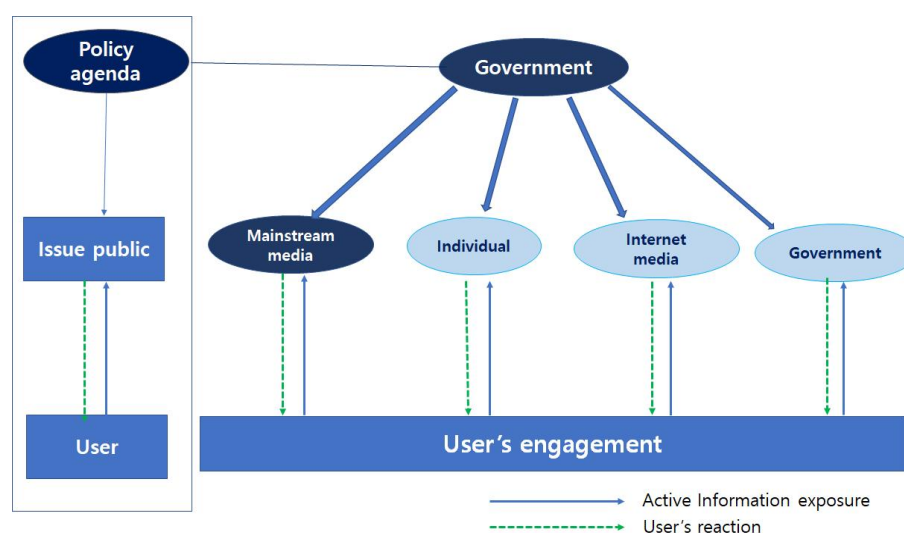 Policy
agenda
Government
Issue public
Mainstream
media
Individual
Internet
media
Government
User
User's engagement
Active Information exposure
User's reaction